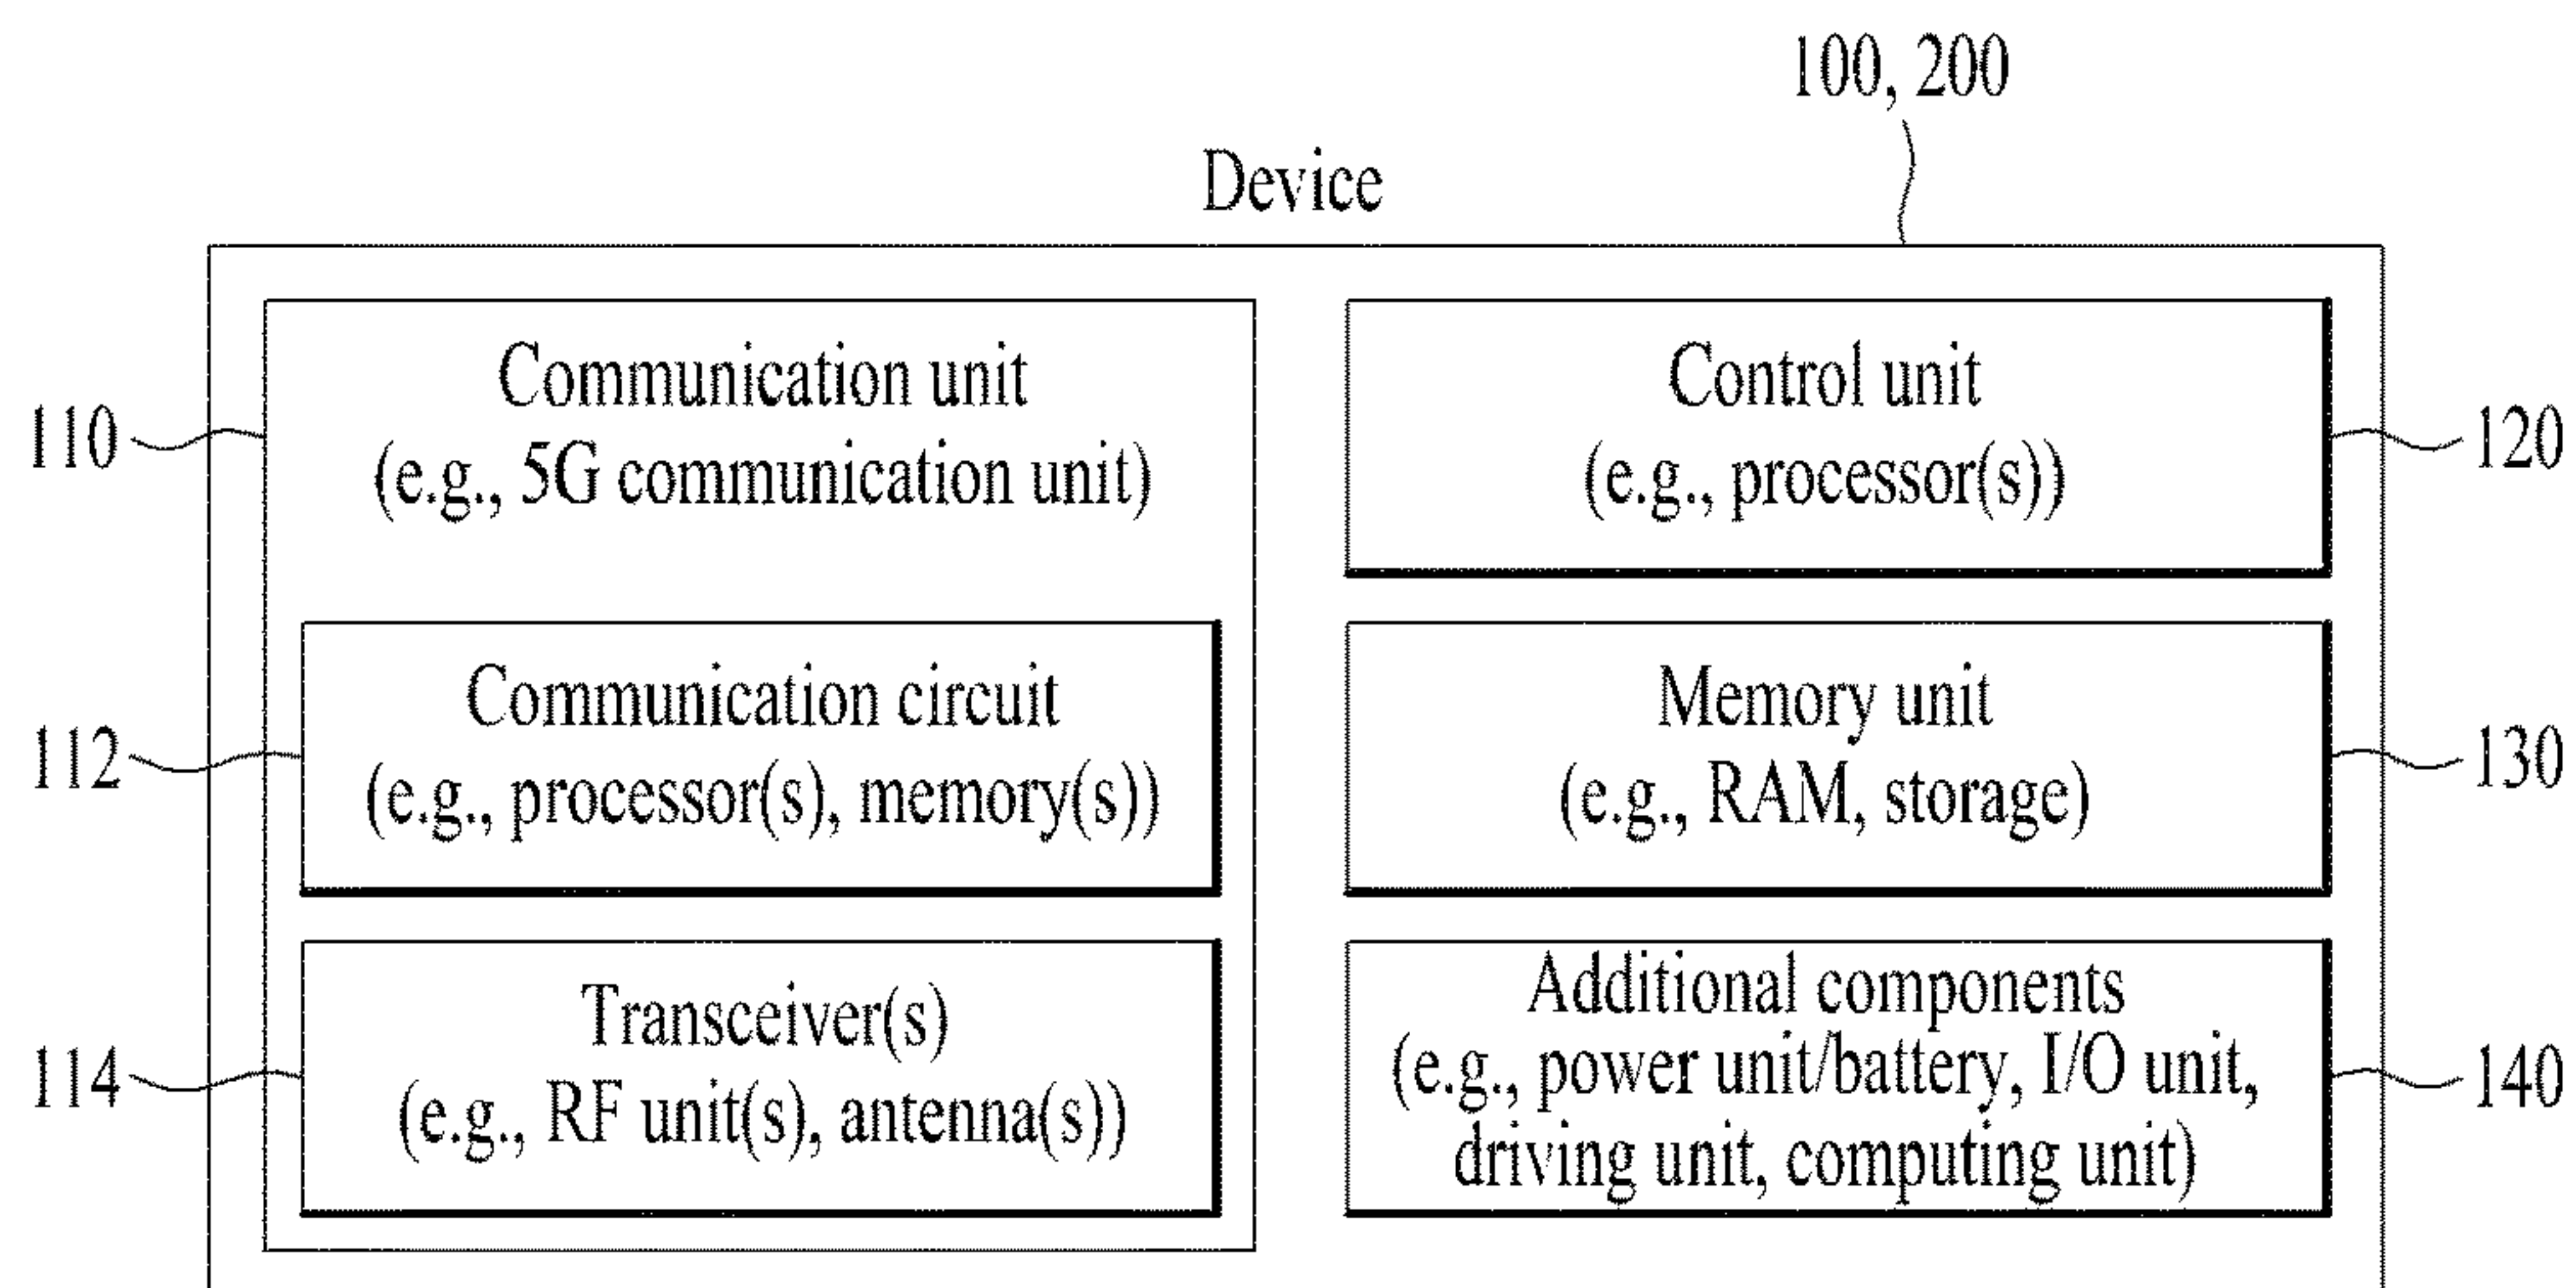 100, 200
Device
110
Communication unit
(e.g., 5G communication unit)
112
Communication circuit
(e.g., processor(s), memory(s))
114
Transceiver(s)
(e.g., RF unit(s), antenna(s))
Control unit
(e.g., processor(s))
120
Memory unit
(e.g., RAM, storage)
130
Additional components
(e.g., power unit/battery, I/O unit,
driving unit, computing unit)
140